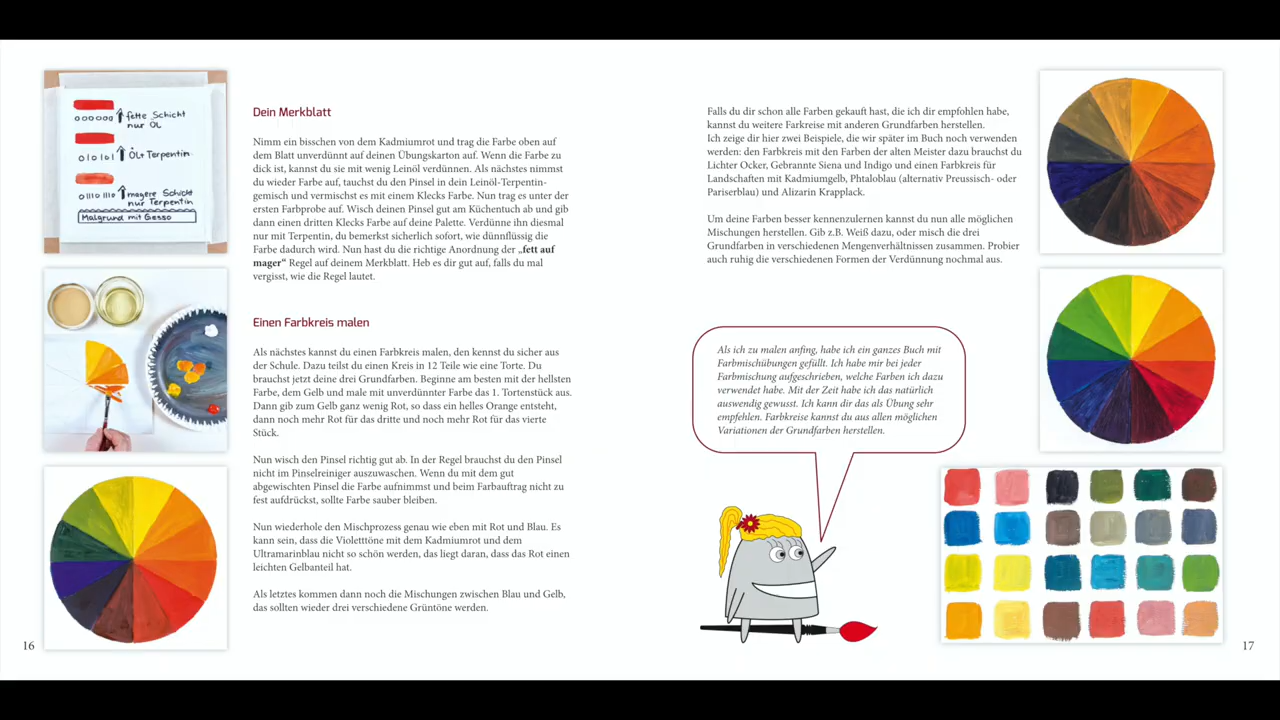 fette Schicht
nur Öl
oooooo
Öl+Terpentin
magere Schicht
nur Terpentin
Malgrund mit Gesso
Dein Merkblatt
Nimm ein bisschen von dem Kadmiumrot und trag die Farbe oben auf
dem Blatt unverdünnt auf deinen Übungskarton auf. Wenn die Farbe zu
dick ist, kannst du sie mit wenig Leinöl verdünnen. Als nächstes nimmst
du wieder Farbe auf, tauchst du den Pinsel in dein Leinöl-Terpentin-
gemisch und vermischst es mit einem Klecks Farbe. Nun trag es unter der
ersten Farbprobe auf. Wisch deinen Pinsel gut am Küchentuch ab und gib
dann einen dritten Klecks Farbe auf deine Palette. Verdünne ihn diesmal
nur mit Terpentin, du bemerkst sicherlich sofort, wie dünnflüssig die
Farbe dadurch wird. Nun hast du die richtige Anordnung der „fett auf
mager“ Regel auf deinem Merkblatt. Heb es dir gut auf, falls du mal
vergisst, wie die Regel lautet.
Einen Farbkreis malen
Als nächstes kannst du einen Farbkreis malen, den kennst du sicher aus
der Schule. Dazu teilst du einen Kreis in 12 Teile wie eine Torte. Du
brauchst jetzt deine drei Grundfarben. Beginne am besten mit der hellsten
Farbe, dem Gelb und male mit unverdünnter Farbe das 1. Tortenstück aus.
Dann gib zum Gelb ganz wenig Rot, so dass ein helles Orange entsteht,
dann noch mehr Rot für das dritte und noch mehr Rot für das vierte
Stück.
Nun wisch den Pinsel richtig gut ab. In der Regel brauchst du den Pinsel
nicht im Pinselreiniger auszuwaschen. Wenn du mit dem gut
abgewischten Pinsel die Farbe aufnimmst und beim Farbauftrag nicht zu
fest aufdrückst, sollte Farbe sauber bleiben.
Nun wiederhole den Mischprozess genau wie eben mit Rot und Blau. Es
kann sein, dass die Violetttöne mit dem Kadmiumrot und dem
Ultramarinblau nicht so schön werden, das liegt daran, dass das Rot einen
leichten Gelbanteil hat.
Als letztes kommen dann noch die Mischungen zwischen Blau und Gelb,
das sollten wieder drei verschiedene Grüntöne werden.
16
Falls du dir schon alle Farben gekauft hast, die ich dir empfohlen habe,
kannst du weitere Farkreise mit anderen Grundfarben herstellen.
Ich zeige dir hier zwei Beispiele, die wir später im Buch noch verwenden
werden: den Farbkreis mit den Farben der alten Meister dazu brauchst du
Lichter Ocker, Gebrannte Siena und Indigo und einen Farbkreis für
Landschaften mit Kadmiumgelb, Phtaloblau (alternativ Preussisch- oder
Pariserblau) und Alizarin Krapplack.
Um deine Farben besser kennenzulernen kannst du nun alle möglichen
Mischungen herstellen. Gib z.B. Weiß dazu, oder misch die drei
Grundfarben in verschiedenen Mengenverhältnissen zusammen. Probier
auch ruhig die verschiedenen Formen der Verdünnung nochmal aus.
Als ich zu malen anfing, habe ich ein ganzes Buch mit
Farbmischübungen gefüllt. Ich habe mir bei jeder
Farbmischung aufgeschrieben, welche Farben ich dazu
verwendet habe. Mit der Zeit habe ich das natürlich
auswendig gewusst. Ich kann dir das als Übung sehr
empfehlen. Farbkreise kannst du aus allen möglichen
Variationen der Grundfarben herstellen.
17